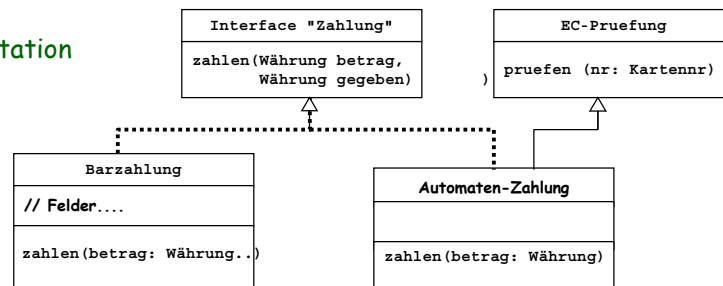 tation
Interface "Zahlung"
zahlen(Währung betrag,
Währung gegeben)
EC-Pruefung
)
pruefen (nr: Kartennr)
Barzahlung
// Felder....
zahlen(betrag: Währung..)
Automaten-Zahlung
zahlen(betrag: Währung)